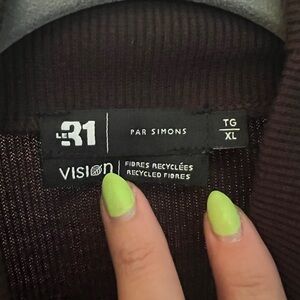 LE 31 PAR SIMONS
TG
XL
VISION FIBRES RECYCLÉES
RECYCLED FIBRES